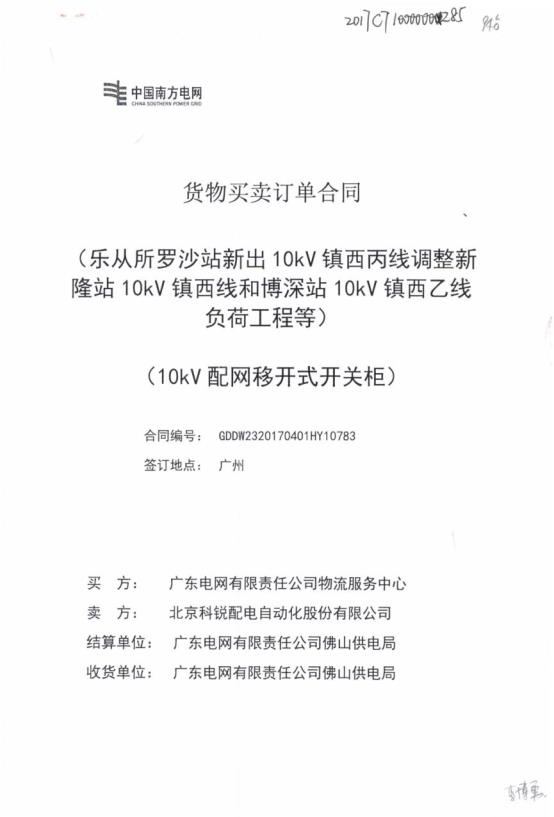 中国南方电网
CHINA SOUTHERN POWER GRID
货物买卖订单合同
（乐从所罗沙站新出 10kV 镇西丙线调整新
隆站 10kV 镇西线和博深站 10kV 镇西乙线
负荷工程等）
（10kV 配网移开式开关柜）
合同编号： GDDW2320170401HY10783
签订地点： 广州
买 方： 广东电网有限责任公司物流服务中心
卖 方： 北京科锐配电自动化股份有限公司
结算单位： 广东电网有限责任公司佛山供电局
收货单位： 广东电网有限责任公司佛山供电局